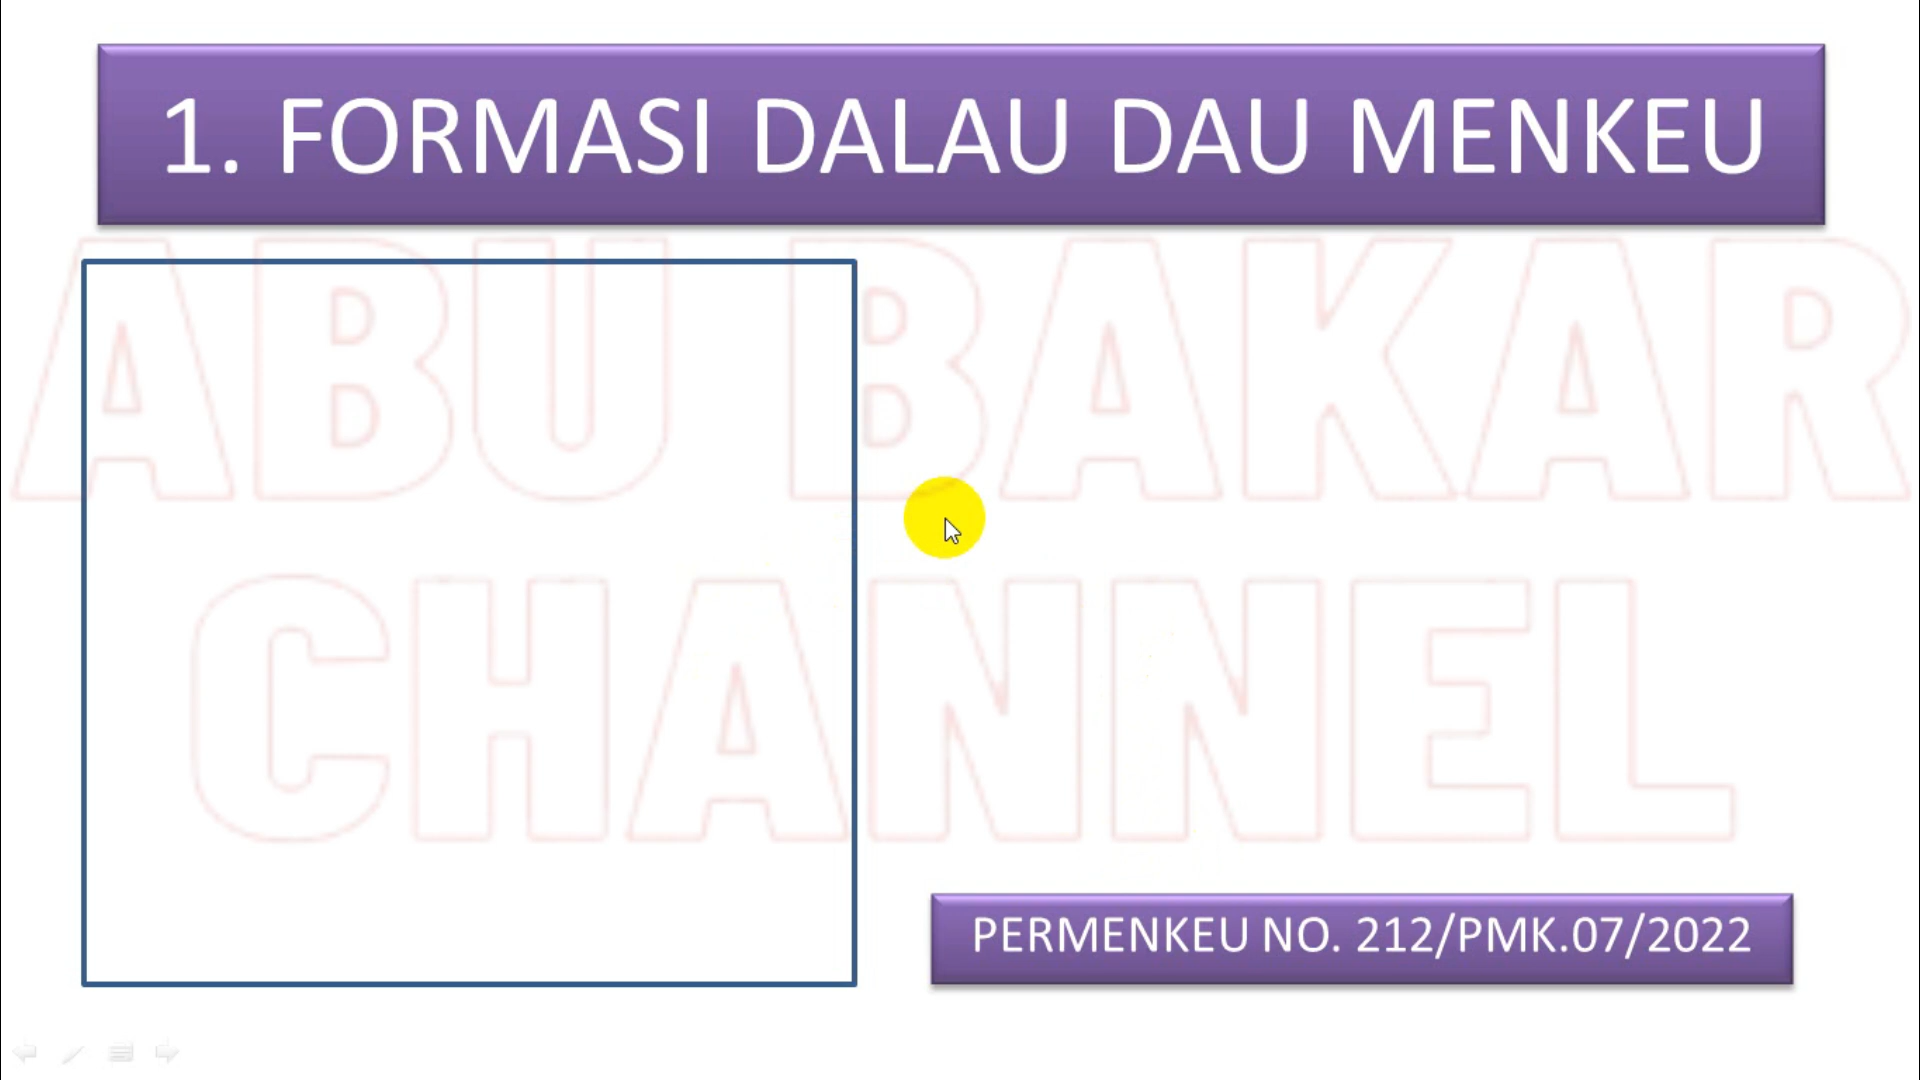 1. FORMASI DALAU DAU MENKEU
ABU BAKAR
CHANNEL
PERMENKEU NO. 212/PMK.07/2022